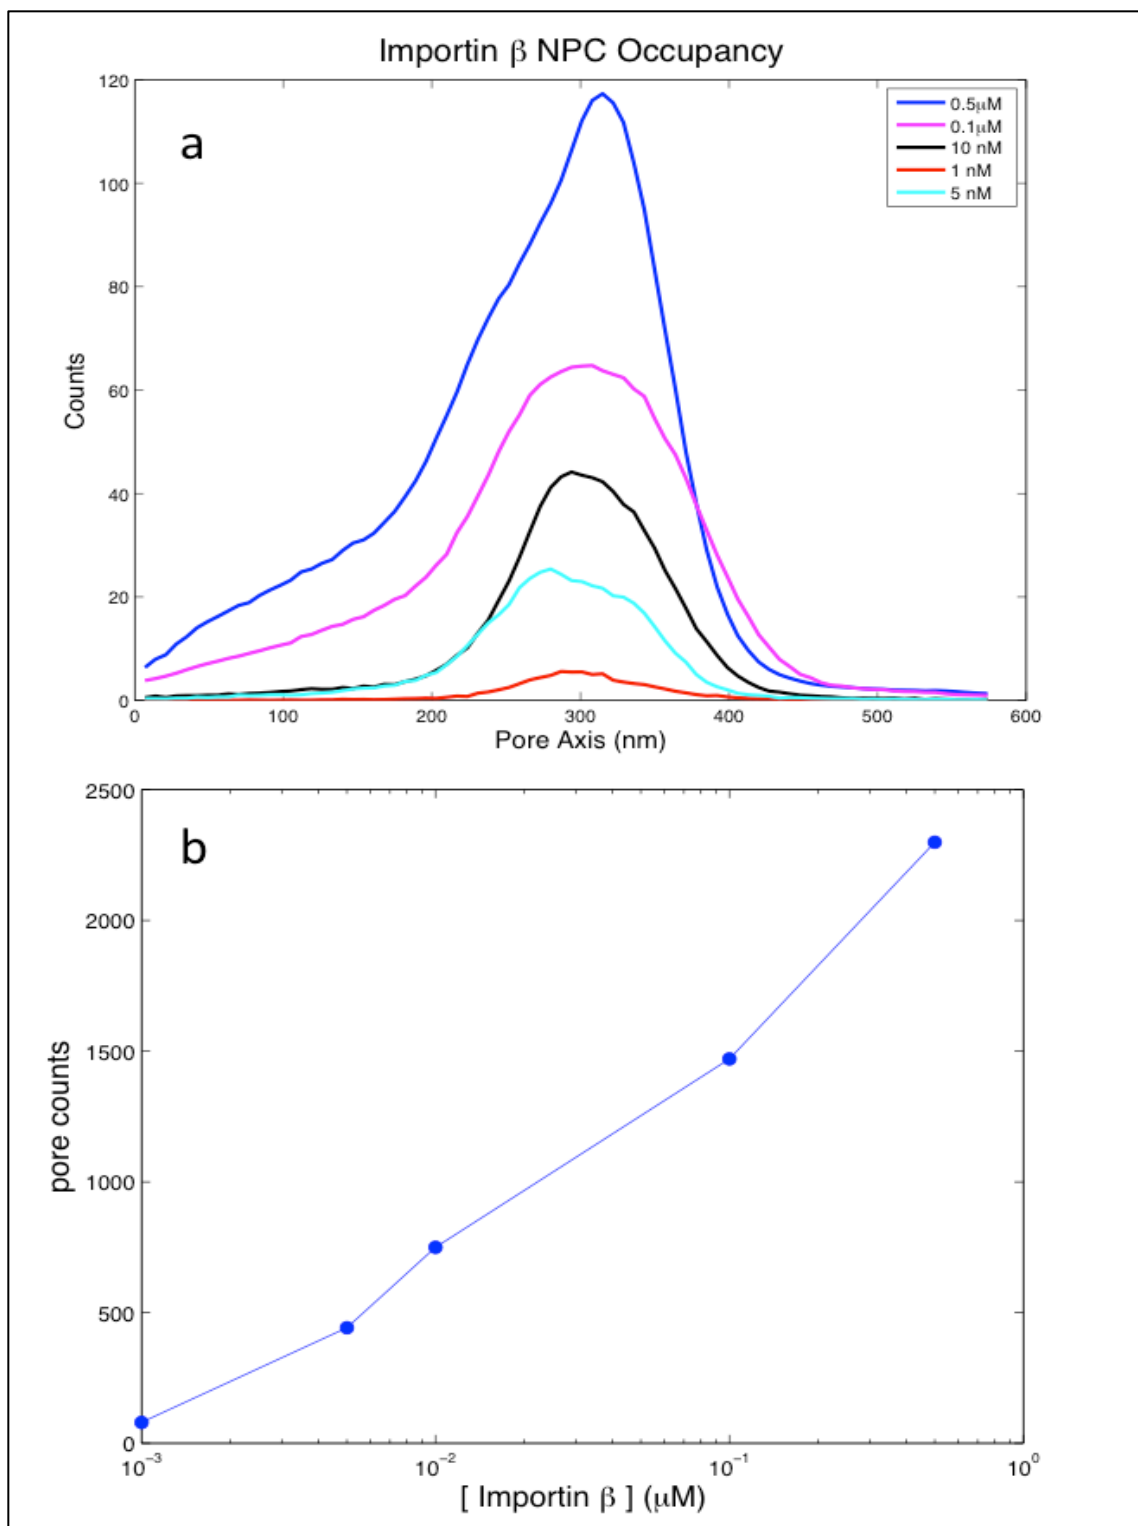 Importin β NPC Occupancy
a
120
100
80
60
40
20
0
Counts
0.5μM
0.1μM
10 nM
1 nM
5 nM
0 100 200 300 400 500 600
Pore Axis (nm)
b
2500
2000
1500
1000
500
0
pore counts
10⁻³ 10⁻² 10⁻¹ 10⁰
[ Importin β ] (μM)